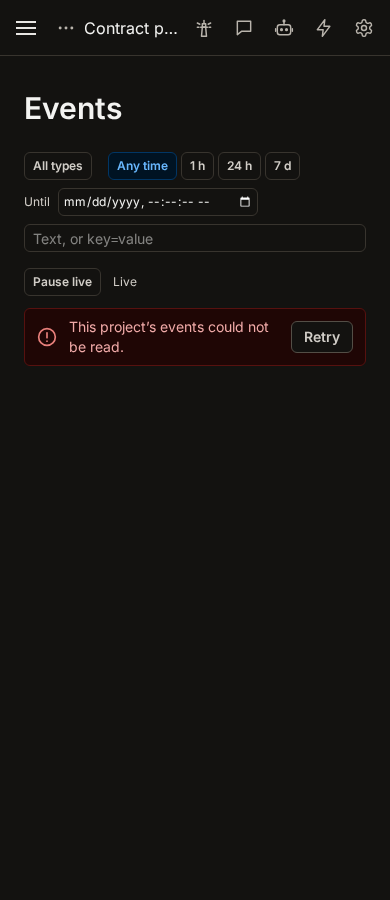 Contract p...
Events
All types
Any time
1 h
24 h
7 d
Until
mm/dd/yyyy, --:--:-- --
Text, or key=value
Pause live
Live
This project's events could not
be read.
Retry